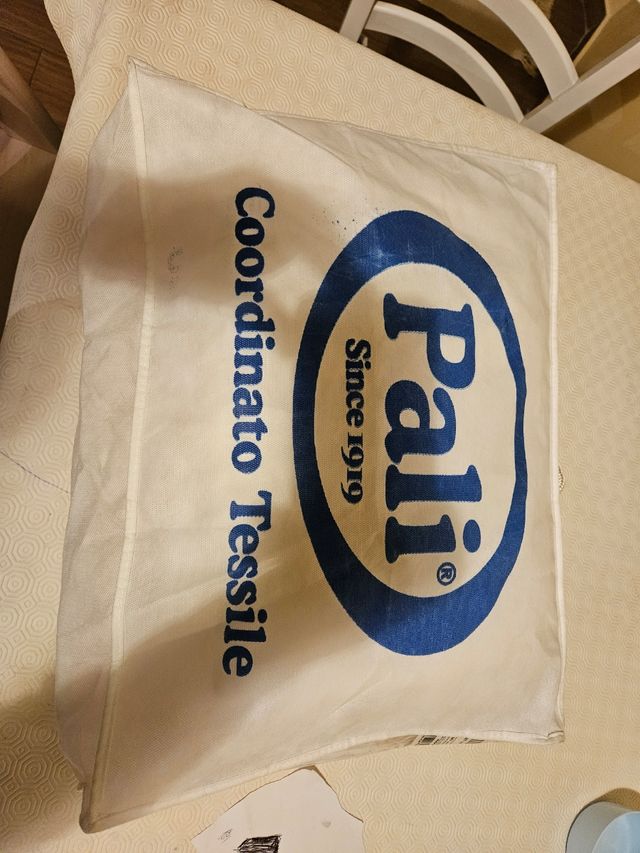 Pali®
Since 1919
Coordinato Tessile